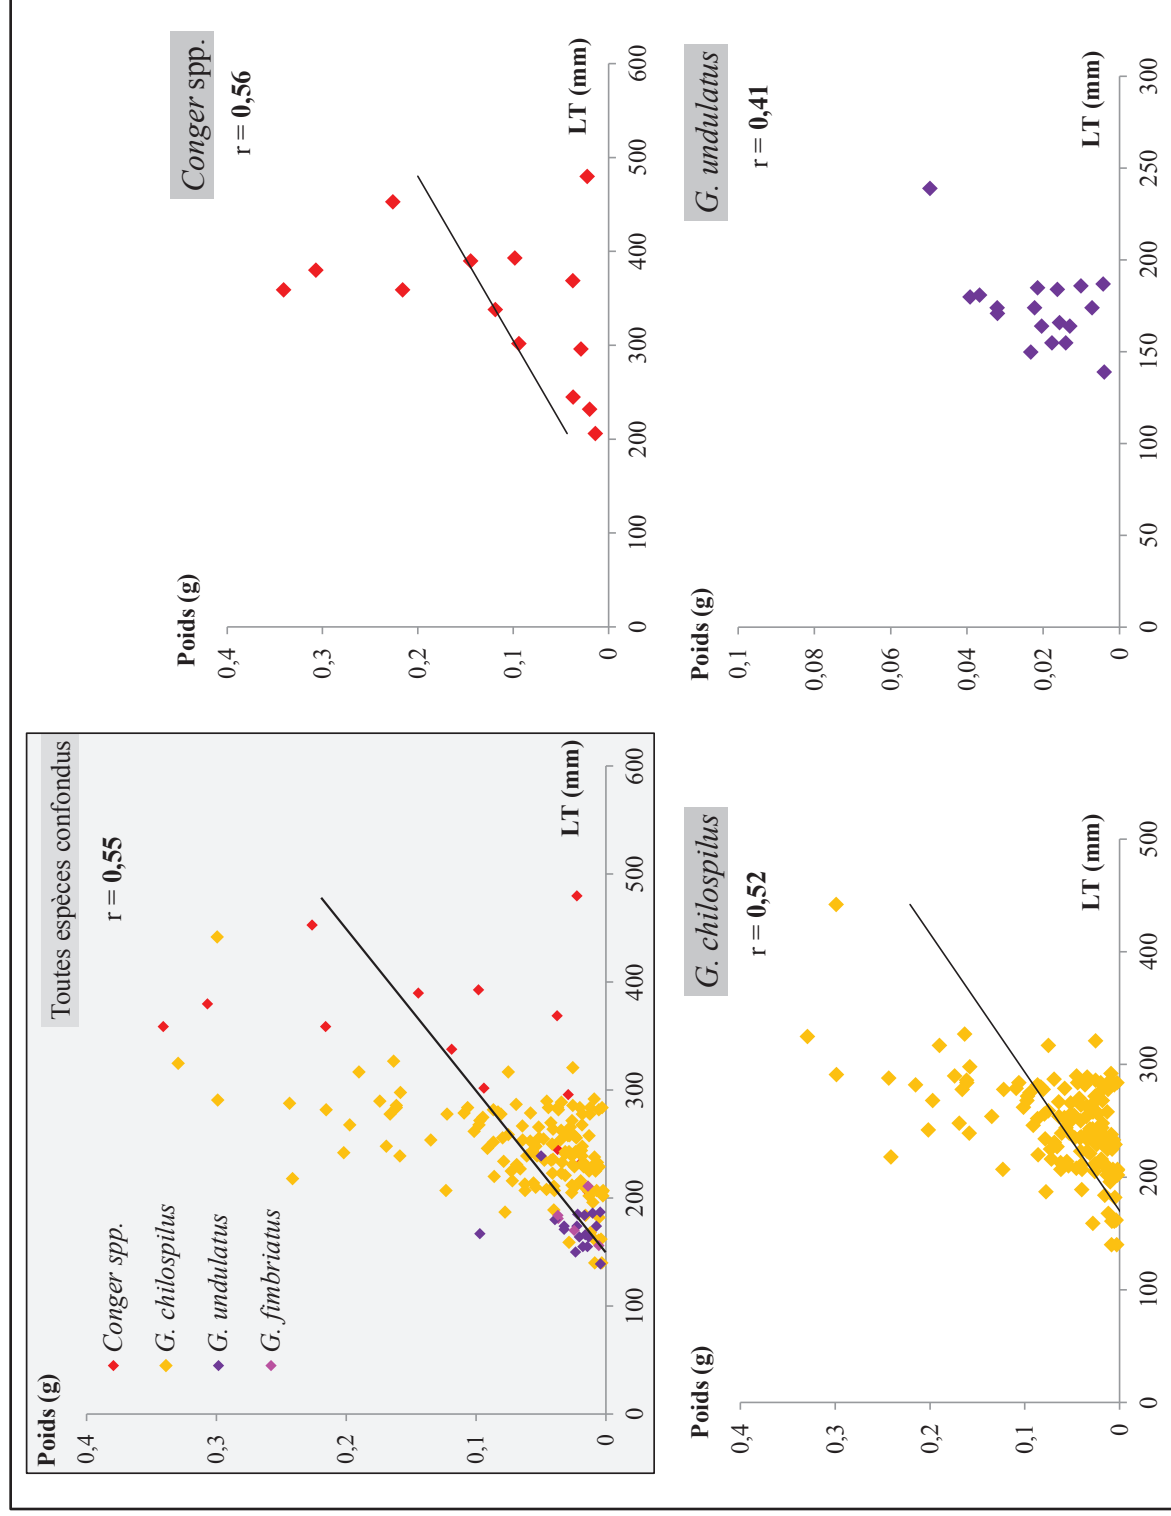 Toutes espèces confondus
r = 0,55
Poids (g)
0,4
0,3
0,2
0,1
0
Conger spp.
G. chilospilus
G. undulatus
G. fimbriatus
0
100
200
300
400
500
600
LT (mm)
Conger spp.
r = 0,56
Poids (g)
0,4
0,3
0,2
0,1
0
0
100
200
300
400
500
600
LT (mm)
G. chilospilus
r = 0,52
Poids (g)
0,4
0,3
0,2
0,1
0
0
100
200
300
400
500
LT (mm)
G. undulatus
r = 0,41
Poids (g)
0,1
0,08
0,06
0,04
0,02
0
0
50
100
150
200
250
300
LT (mm)